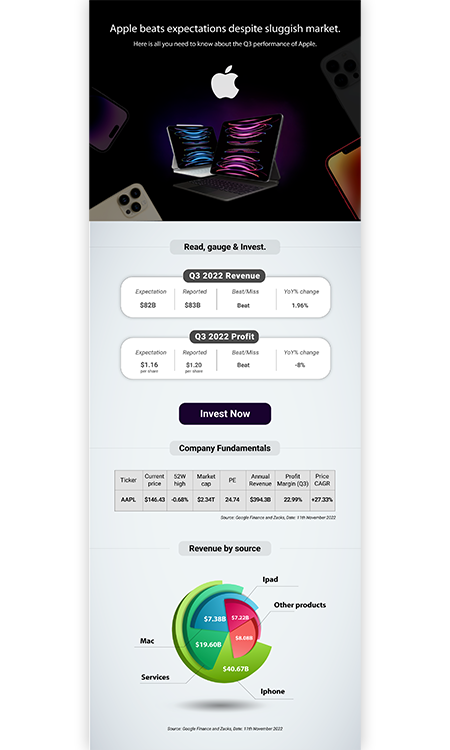 Apple beats expectations despite sluggish market.
Here is all you need to know about the Q3 performance of Apple.
Read, gauge & Invest.
Q3 2022 Revenue
Expectation Reported Beat/Miss YoY% change
$82B $83B Beat 1.96%
Q3 2022 Profit
Expectation Reported Beat/Miss YoY% change
$1.16 $1.20 Beat -8%
per share per share
Invest Now
Company Fundamentals
Ticker Current price 52W high Market cap PE Annual Revenue Profit Margin (Q3) Price CAGR
AAPL $146.43 -0.68% $2.34T 24.74 $394.3B 22.99% +27.33%
Source: Google Finance and Zacks, Date: 11th November 2022
Revenue by source
Ipad
Other products
$7.38B $7.22B
$8.08B
Mac
$19.60B
Services
$40.67B
Iphone
Source: Google Finance and Zacks, Date: 11th November 2022